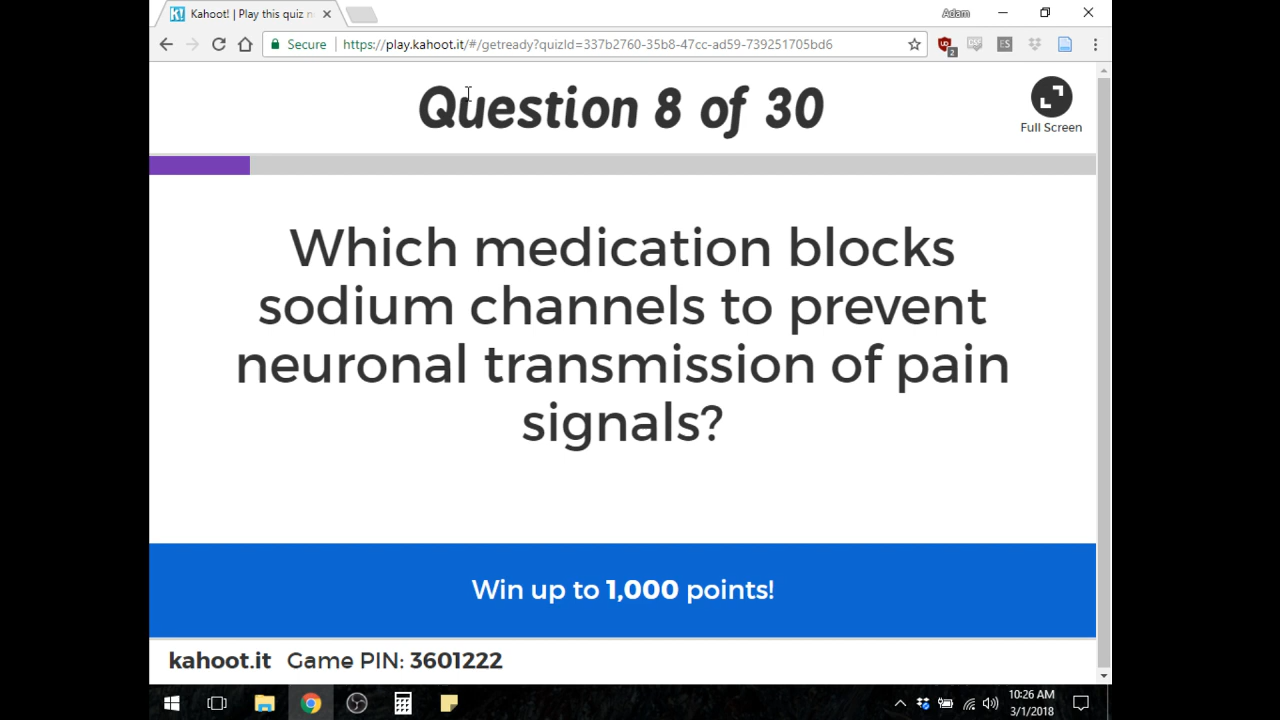 Kahoot! | Play this quiz n
Adam
Secure
https://play.kahoot.it/#/getready?quizId=337b2760-35b8-47cc-ad59-739251705bd6
2
ES
Question 8 of 30
Full Screen
Which medication blocks
sodium channels to prevent
neuronal transmission of pain
signals?
Win up to 1,000 points!
kahoot.it Game PIN: 3601222
10:26 AM
3/1/2018